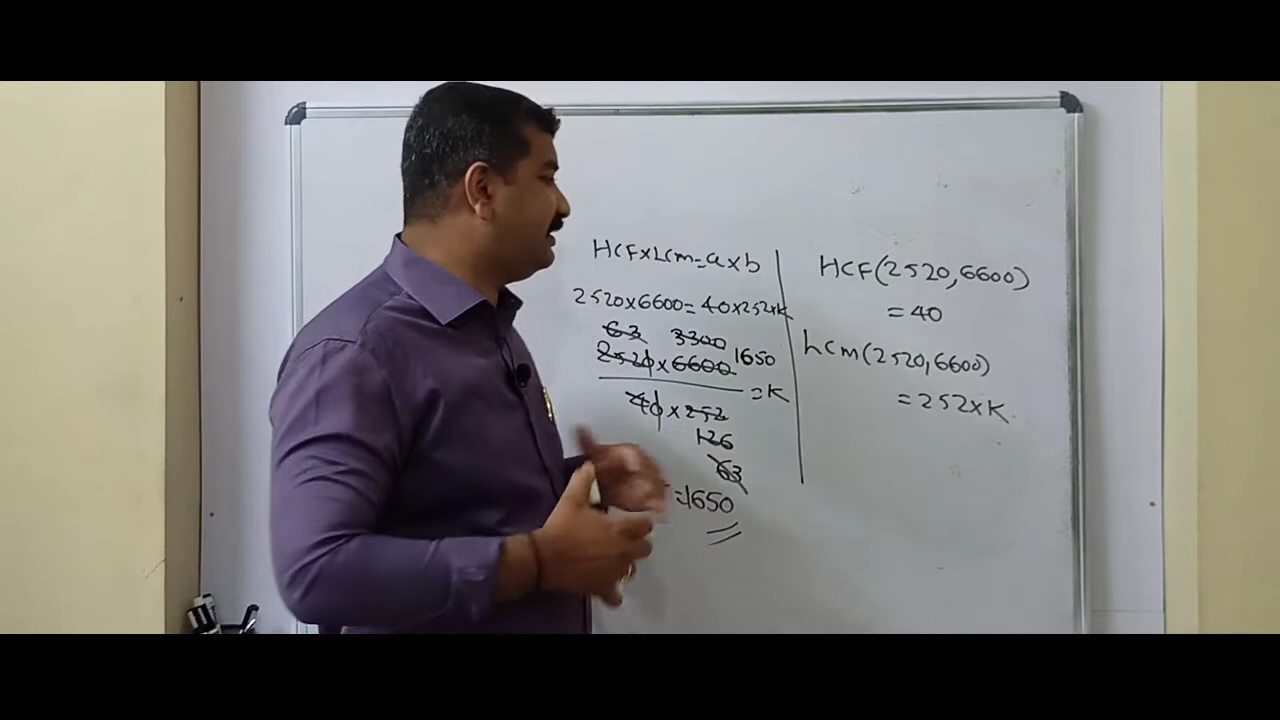 HCF×LCm=a×b
2520×6600=40×252×K
63 3300
2520×6600 1650
=K
40×252
126
63
=1650
HCF(2520,6600)
=40
LCm(2520,6600)
=252×K